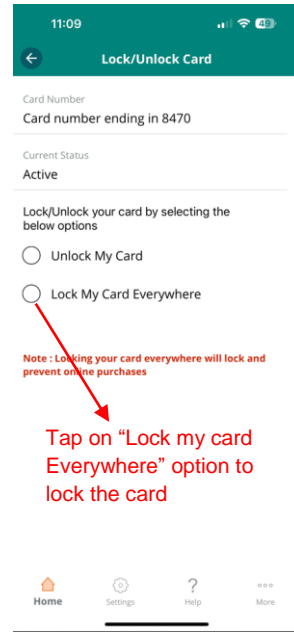 11:09
49
Lock/Unlock Card
Card Number
Card number ending in 8470
Current Status
Active
Lock/Unlock your card by selecting the
below options
Unlock My Card
Lock My Card Everywhere
Note : Locking your card everywhere will lock and
prevent online purchases
Tap on “Lock my card
Everywhere” option to
lock the card
Home
Settings
Help
More